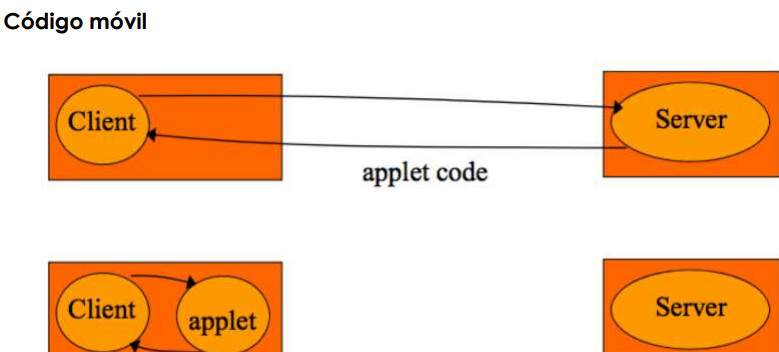 Código móvil
Client
Server
applet code
Client
applet
Server